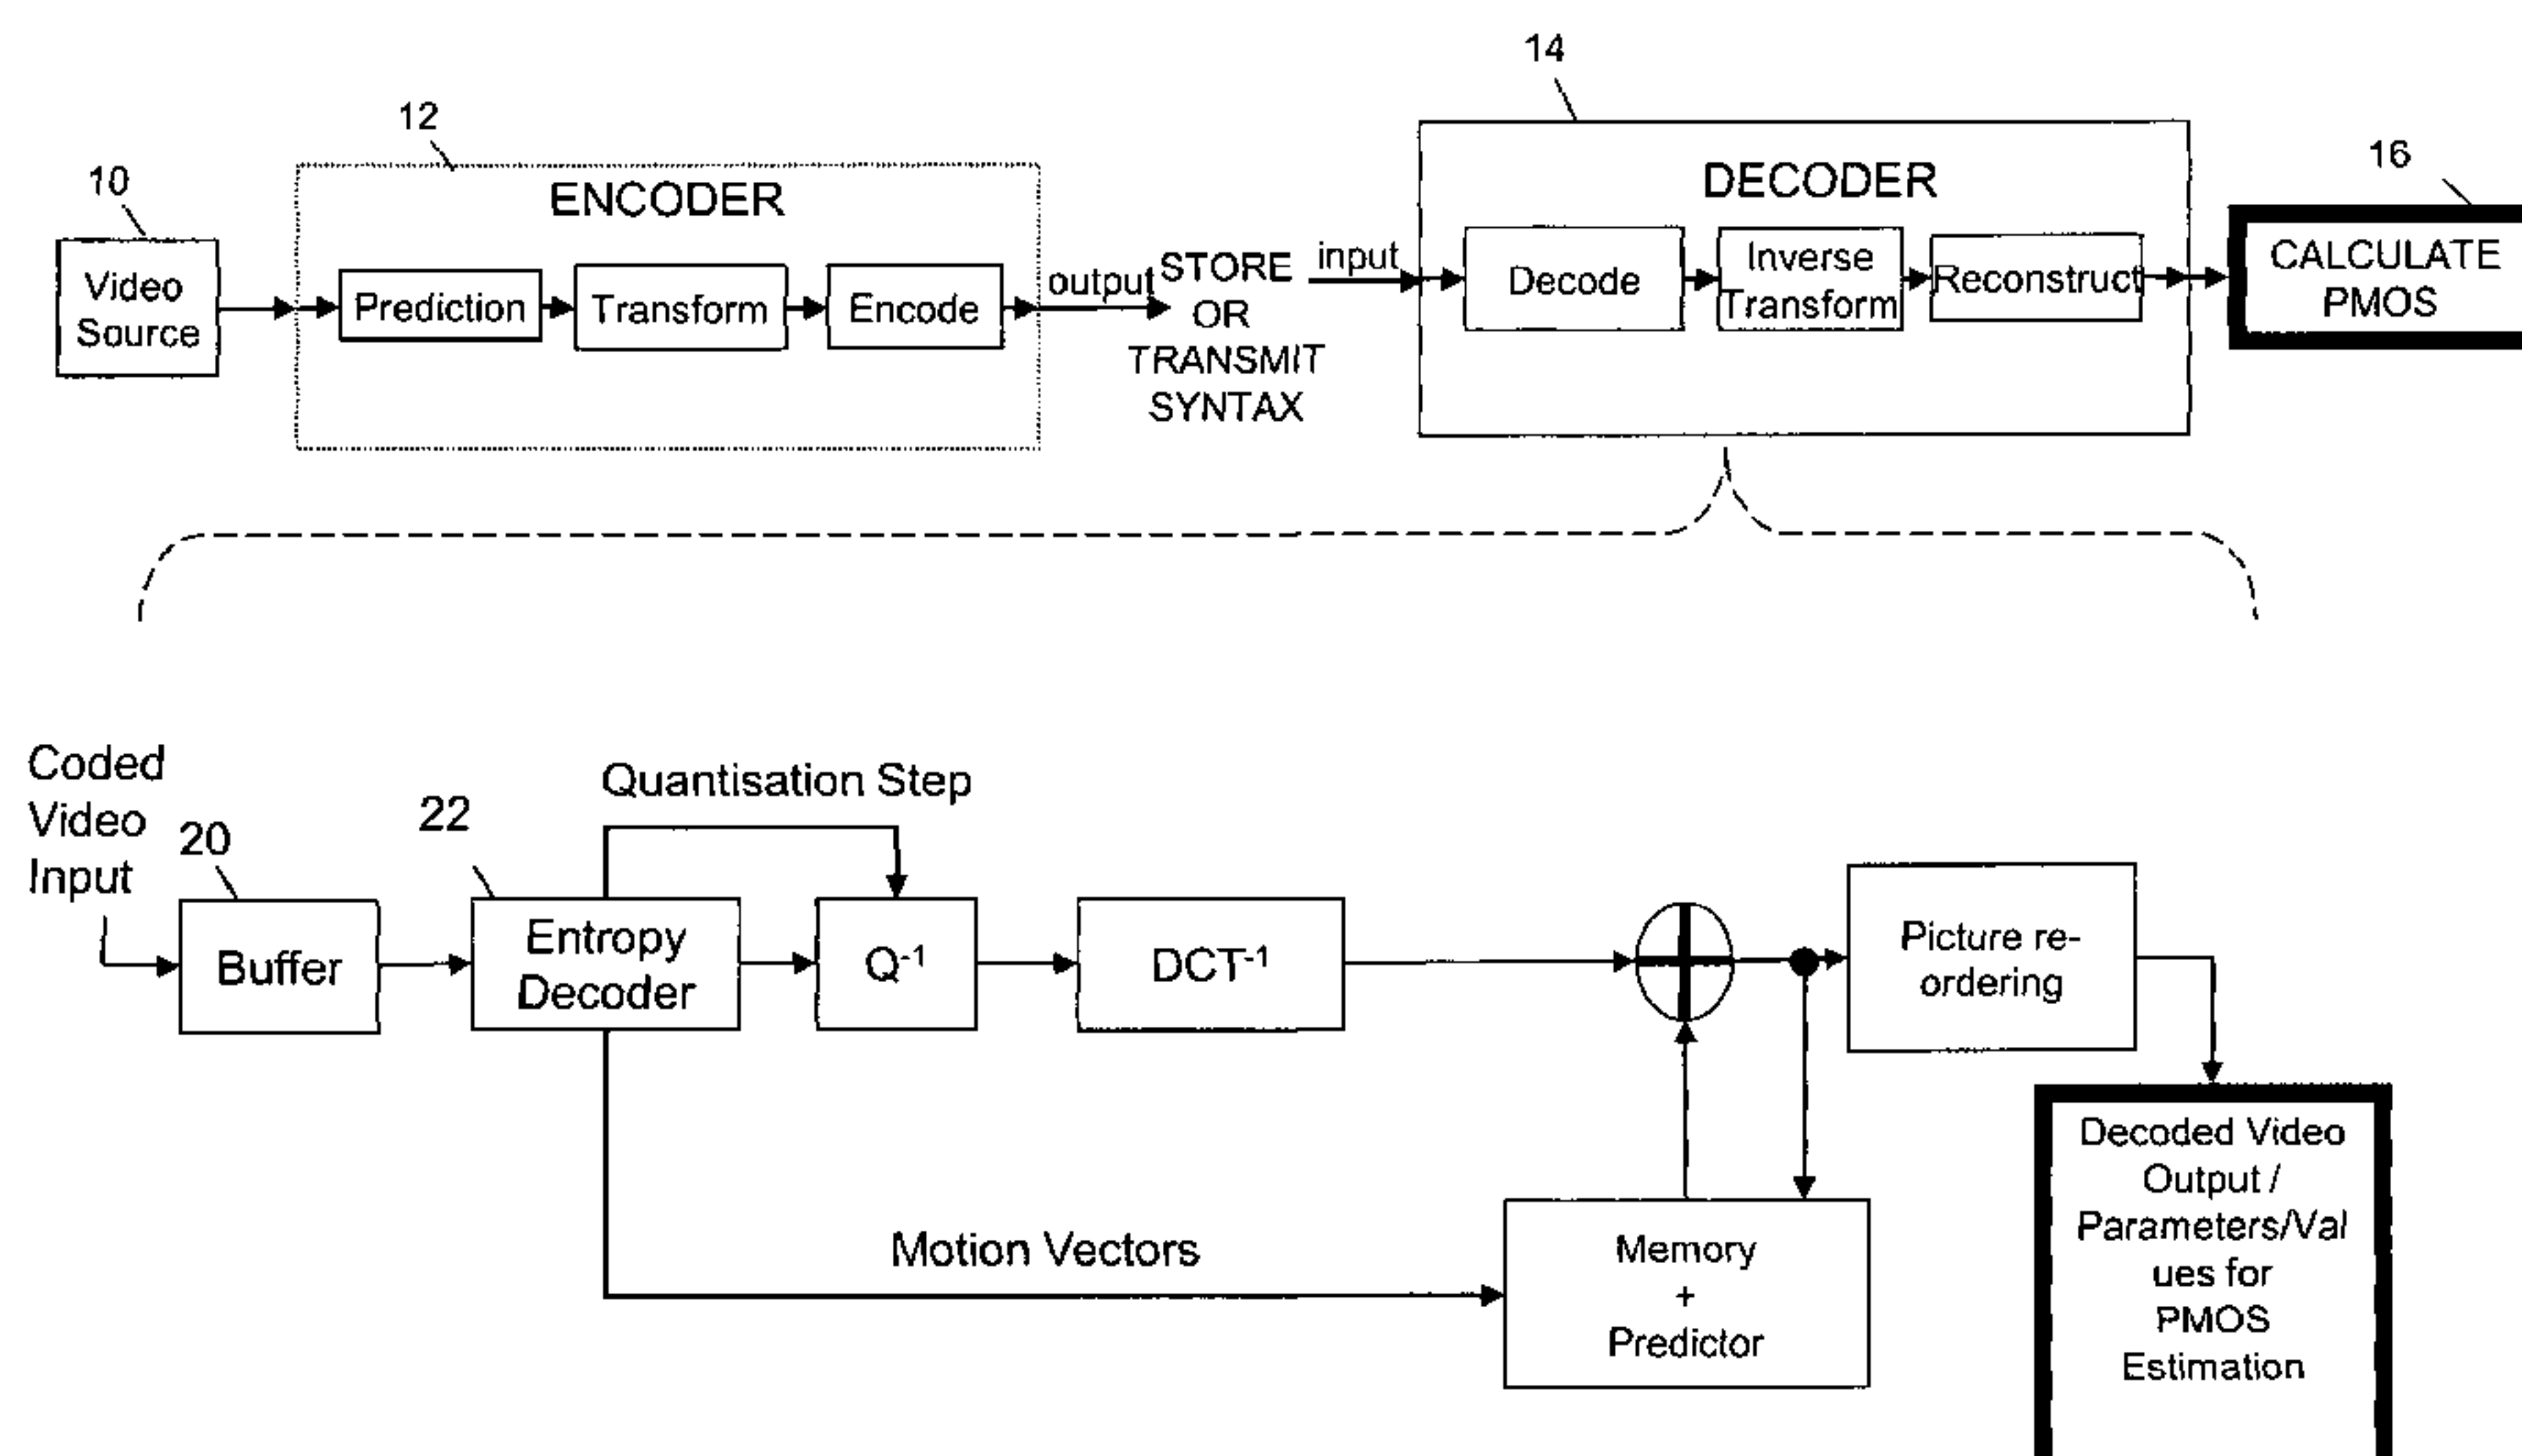 14
12
16
10
ENCODER
DECODER
Video
Source
Prediction
Transform
Encode
output
STORE
OR
TRANSMIT
SYNTAX
input
Decode
Inverse
Transform
Reconstruct
CALCULATE
PMOS
Coded
Video
Input
20
22
Quantisation Step
Buffer
Entropy
Decoder
Q-1
DCT-1
Picture re-
ordering
Motion Vectors
Memory
+
Predictor
Decoded Video
Output /
Parameters/Val
ues for
PMOS
Estimation